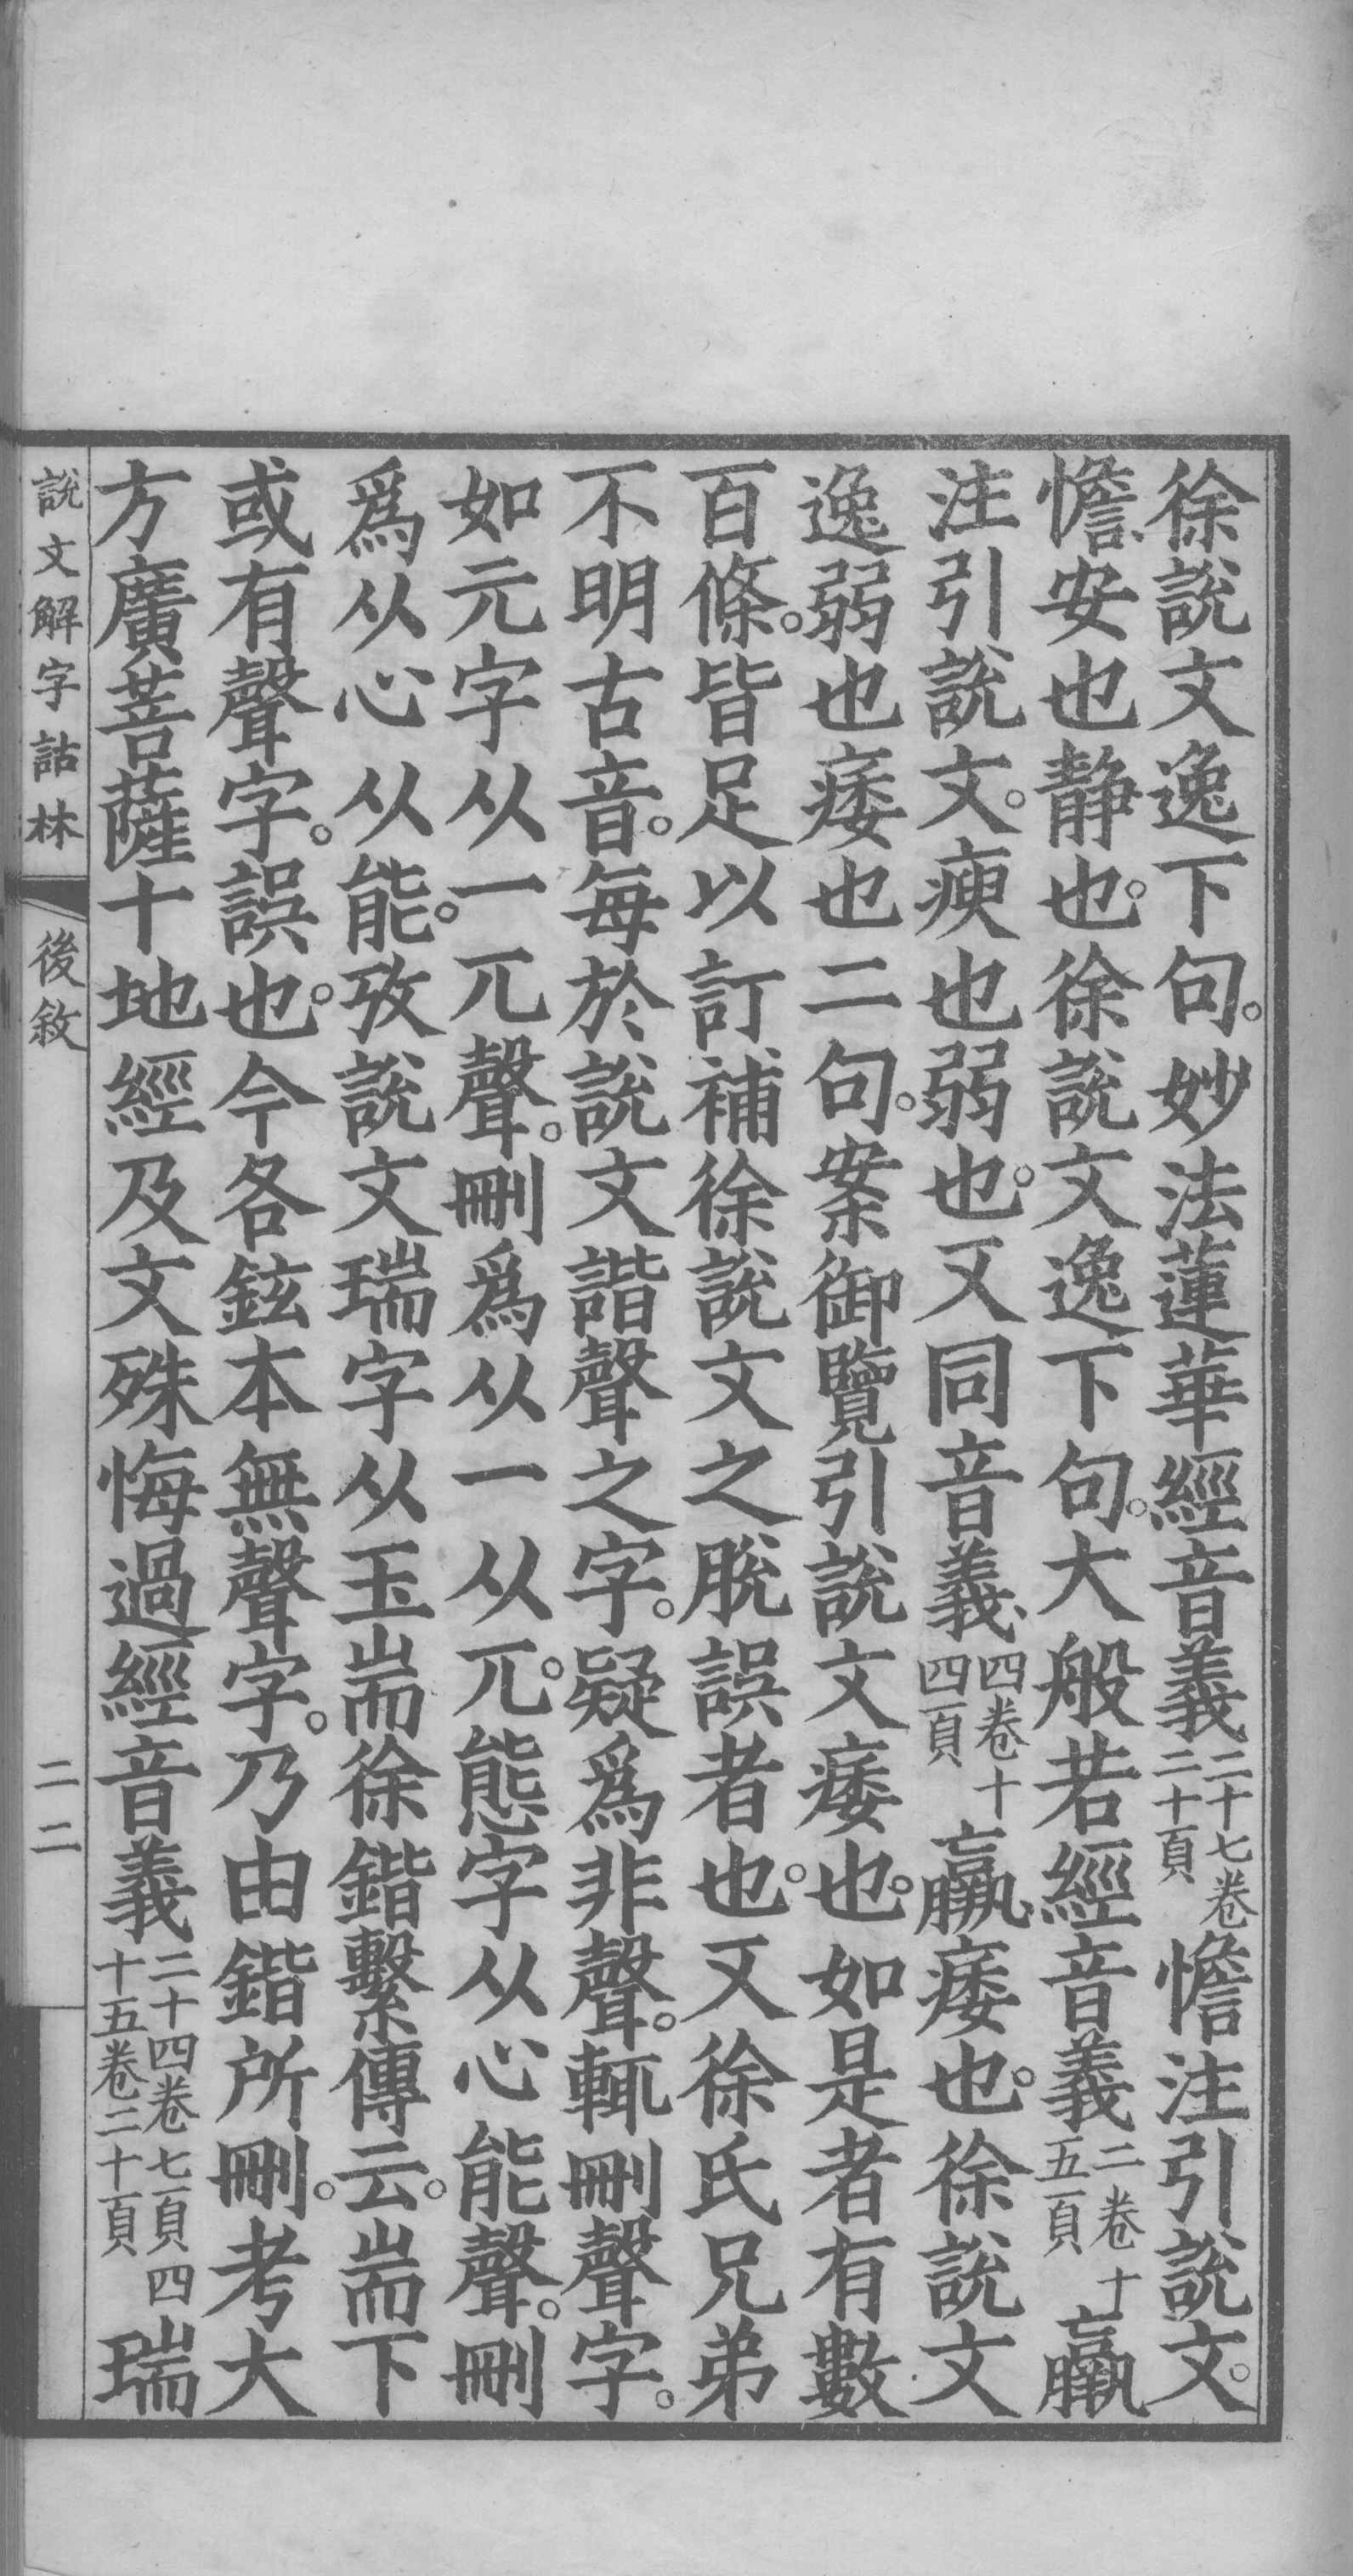 徐說文逸下句。妙法蓮華經音義二十七卷二十頁憺注引說文。
憺安也靜也。徐說文逸下句。大般若經音義二卷十五頁羸
注引說文。瘐也弱也。又同音義四卷十四頁羸痿也。徐說文
逸弱也痿也二句。案御覽引說文痿也。如是者有數
百條。皆足以訂補徐說文之脫誤者也。又徐氏兄弟
不明古音。每於說文諧聲之字。疑爲非聲。輒刪聲字。
如元字从一兀聲。刪爲从一从兀。態字从心能聲。刪
爲从心从能。攷說文瑞字从玉耑徐鍇繫傳云。耑下
或有聲字。誤也。今各鉉本無聲字。乃由鍇所刪。考大
方廣菩薩十地經及文殊悔過經音義二十四卷七頁四十五卷二十頁瑞
說文解字詁林 後敘 二二